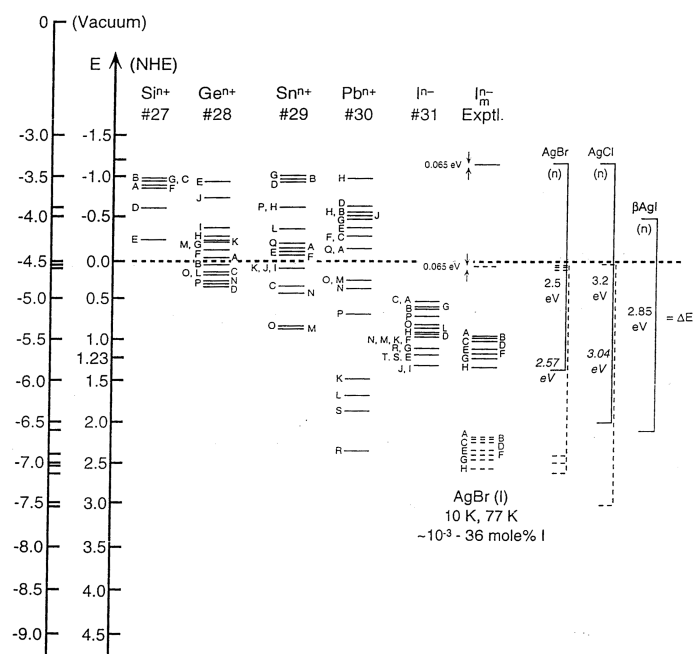 0 (Vacuum)
E (NHE)
Siⁿ⁺ Geⁿ⁺ Snⁿ⁺ Pbⁿ⁺ Iⁿ⁻ Iₘⁿ⁻
#27 #28 #29 #30 #31 Exptl.
-3.0 -1.5
AgBr AgCl
0.065 eV
(n) (n)
B G, C E G B H
-3.5 -1.0
A F D
J
βAgI
(n)
D P, H D
H, B J
-4.0 -0.5
G
I L E
E H K F, C
M, G Q A Q, A
F A E F
-4.5 0.0
B K, J, I 0.065 eV
O, L C O, M
P N C K 2.5 3.2
D N eV eV
-5.0 0.5
C, A
B G
P P 2.85
eV = ΔE
O M O L
H D A B
-5.5 1.0
N, M, K, F C D
R, G E F
1.23
T. S. E G 2.57 3.04
J, I H eV eV
-6.0 1.5
K
L
S
-6.5 2.0
A B
C D
R E F
-7.0 2.5
G
H
AgBr (I)
-7.5 3.0
10 K, 77 K
~10⁻³ - 36 mole% I
-8.0 3.5
-8.5 4.0
-9.0 4.5